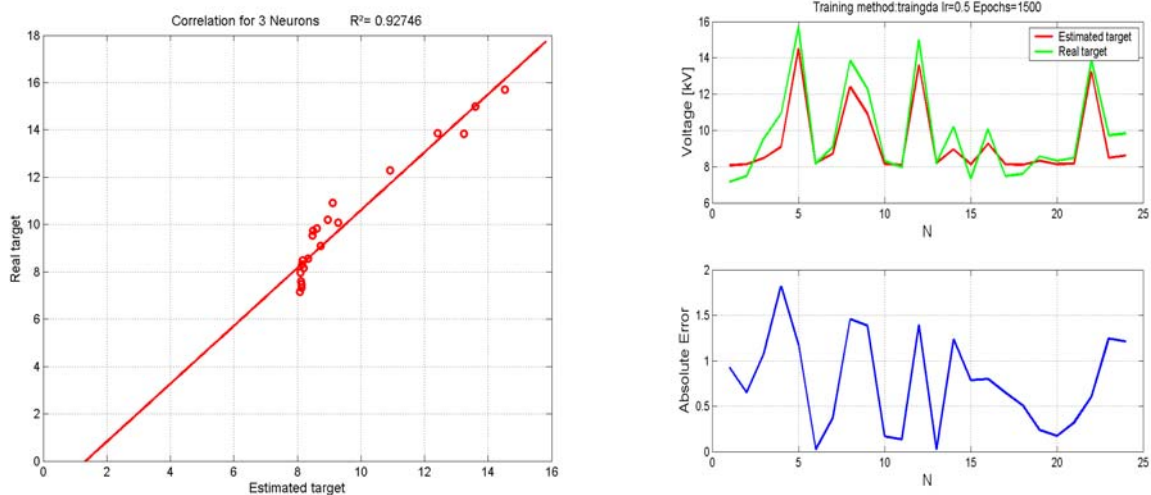 Correlation for 3 Neurons R²= 0.92746
18
16
14
12
10
8
6
4
2
0
Real target
0 2 4 6 8 10 12 14 16
Estimated target
Training method:traingda lr=0.5 Epochs=1500
16
14
12
10
8
6
Voltage [kV]
Estimated target
Real target
0 5 10 15 20 25
N
2
1.5
1
0.5
0
Absolute Error
0 5 10 15 20 25
N